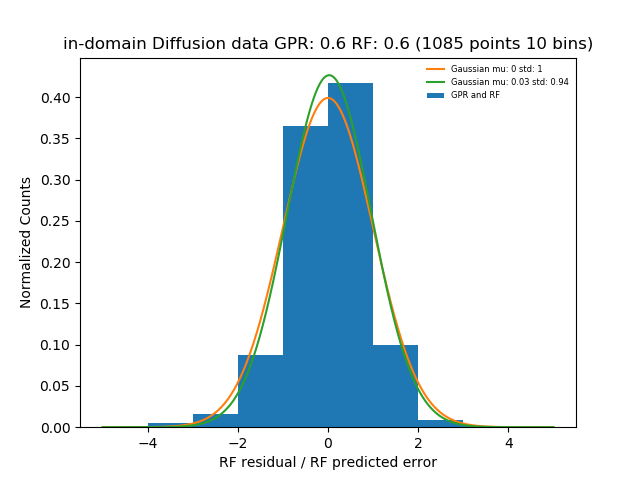 in-domain Diffusion data GPR: 0.6 RF: 0.6 (1085 points 10 bins)
Gaussian mu: 0 std: 1
Gaussian mu: 0.03 std: 0.94
GPR and RF
Normalized Counts
0.40
0.35
0.30
0.25
0.20
0.15
0.10
0.05
0.00
−4 −2 0 2 4
RF residual / RF predicted error